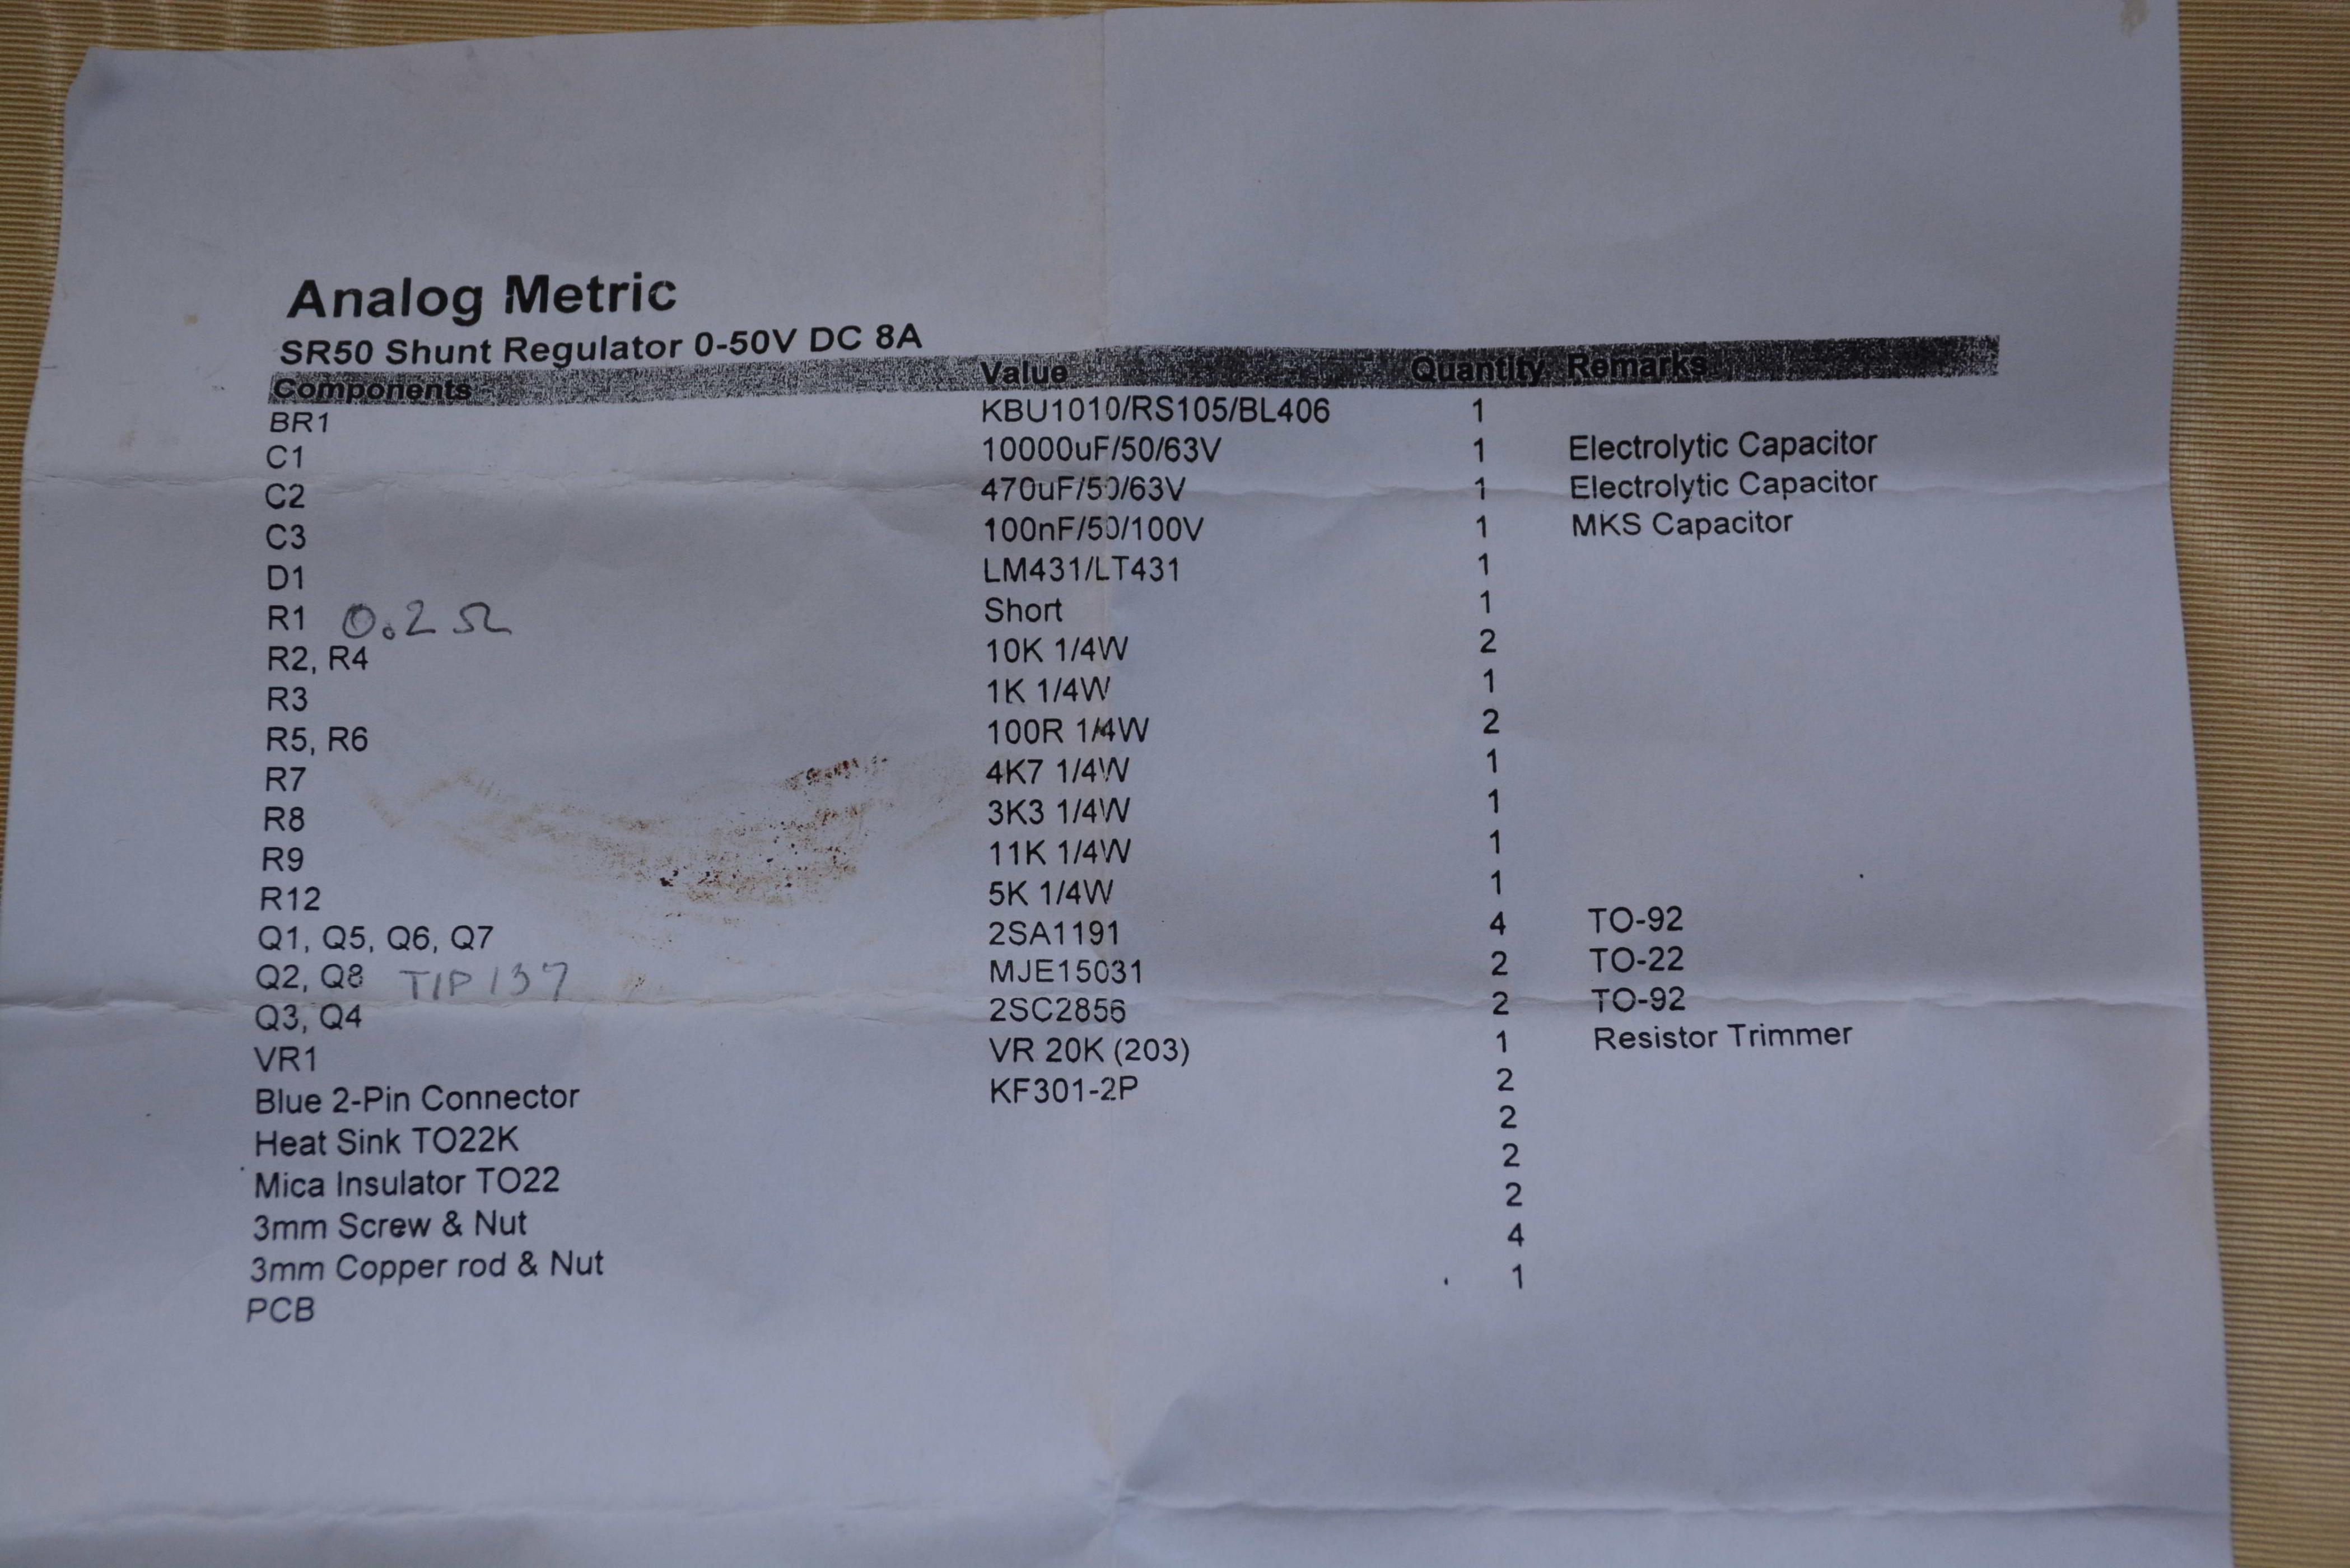 Analog Metric
SR50 Shunt Regulator 0-50V DC 8A
Components Value Quantity Remarks
BR1 KBU1010/RS105/BL406 1
C1 10000uF/50/63V 1 Electrolytic Capacitor
C2 470uF/50/63V 1 Electrolytic Capacitor
C3 100nF/50/100V 1 MKS Capacitor
D1 LM431/LT431 1
R1 0.2 Ω Short 1
R2, R4 10K 1/4W 2
R3 1K 1/4W 1
R5, R6 100R 1/4W 2
R7 4K7 1/4W 1
R8 3K3 1/4W 1
R9 11K 1/4W 1
R12 5K 1/4W 1
Q1, Q5, Q6, Q7 2SA1191 4 TO-92
Q2, Q8 TIP137 MJE15031 2 TO-22
Q3, Q4 2SC2856 2 TO-92
VR1 VR 20K (203) 1 Resistor Trimmer
Blue 2-Pin Connector KF301-2P 2
Heat Sink TO22K 2
Mica Insulator TO22 2
3mm Screw & Nut 2
3mm Copper rod & Nut 4
PCB 1